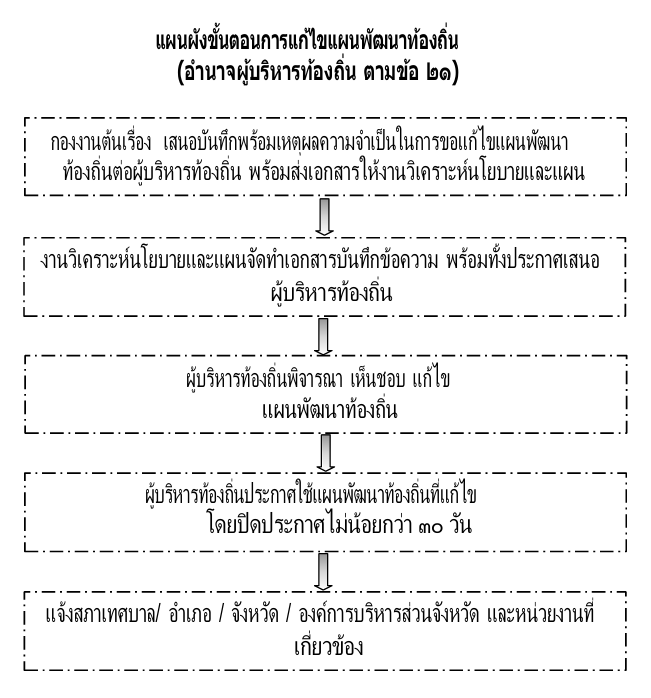 แผนผังขั้นตอนการแก้ไขแผนพัฒนาท้องถิ่น
(อำนาจผู้บริหารท้องถิ่น ตามข้อ ๒๑)
กองงานต้นเรื่อง เสนอบันทึกพร้อมเหตุผลความจำเป็นในการขอแก้ไขแผนพัฒนา
ท้องถิ่นต่อผู้บริหารท้องถิ่น พร้อมส่งเอกสารให้งานวิเคราะห์นโยบายและแผน
งานวิเคราะห์นโยบายและแผนจัดทำเอกสารบันทึกข้อความ พร้อมทั้งประกาศเสนอ
ผู้บริหารท้องถิ่น
ผู้บริหารท้องถิ่นพิจารณา เห็นชอบ แก้ไข
แผนพัฒนาท้องถิ่น
ผู้บริหารท้องถิ่นประกาศใช้แผนพัฒนาท้องถิ่นที่แก้ไข
โดยปิดประกาศไม่น้อยกว่า ๓๐ วัน
แจ้งสภาเทศบาล/ อำเภอ / จังหวัด / องค์การบริหารส่วนจังหวัด และหน่วยงานที่
เกี่ยวข้อง